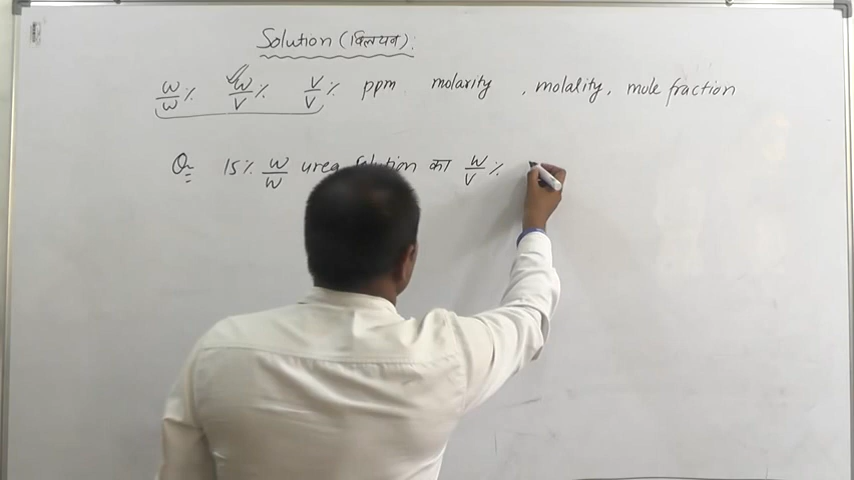 Solution (विलयन):
w/w % w/v % v/v % ppm. molarity , molality, mole fraction
Q 15% w/w urea solution का w/v %